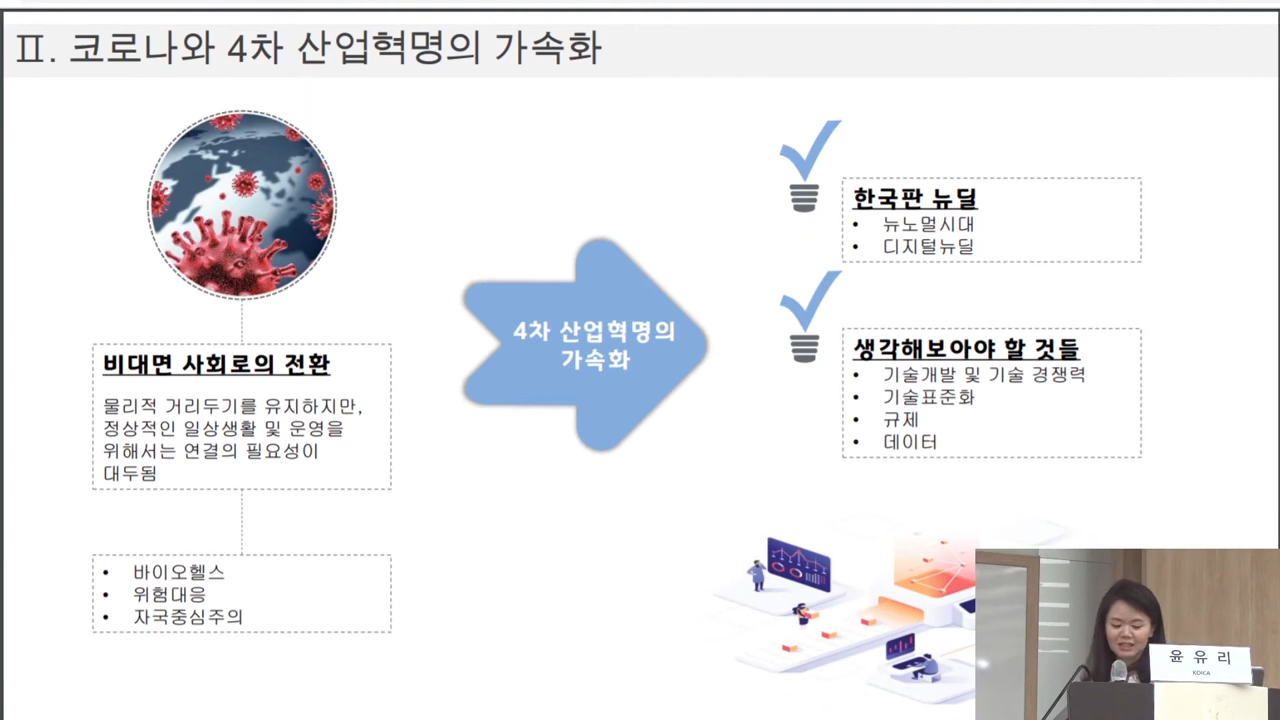 Ⅱ. 코로나와 4차 산업혁명의 가속화
비대면 사회로의 전환
물리적 거리두기를 유지하지만,
정상적인 일상생활 및 운영을
위해서는 연결의 필요성이
대두됨
• 바이오헬스
• 위험대응
• 자국중심주의
4차 산업혁명의
가속화
한국판 뉴딜
• 뉴노멀시대
• 디지털뉴딜
생각해보아야 할 것들
• 기술개발 및 기술 경쟁력
• 기술표준화
• 규제
• 데이터
윤 유 리
KOICA